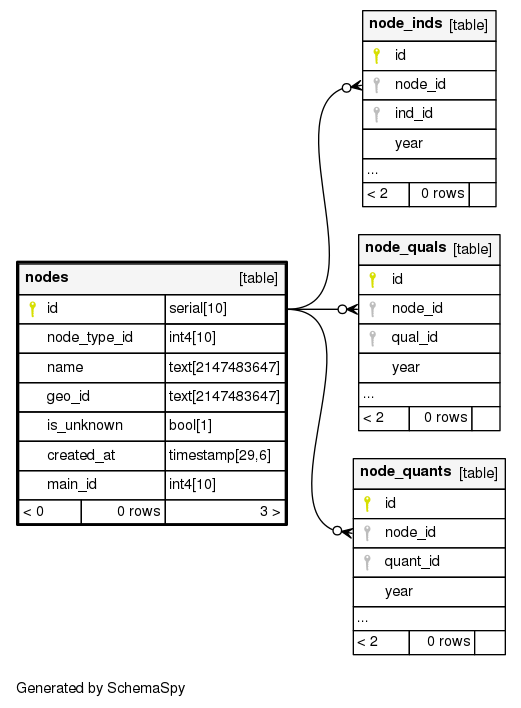 node_inds [table]
id
node_id
ind_id
year
...
< 2 0 rows
node_quals [table]
id
node_id
qual_id
year
...
< 2 0 rows
nodes [table]
id serial[10]
node_type_id int4[10]
name text[2147483647]
geo_id text[2147483647]
is_unknown bool[1]
created_at timestamp[29,6]
main_id int4[10]
< 0 0 rows 3 >
node_quants [table]
id
node_id
quant_id
year
...
< 2 0 rows
Generated by SchemaSpy